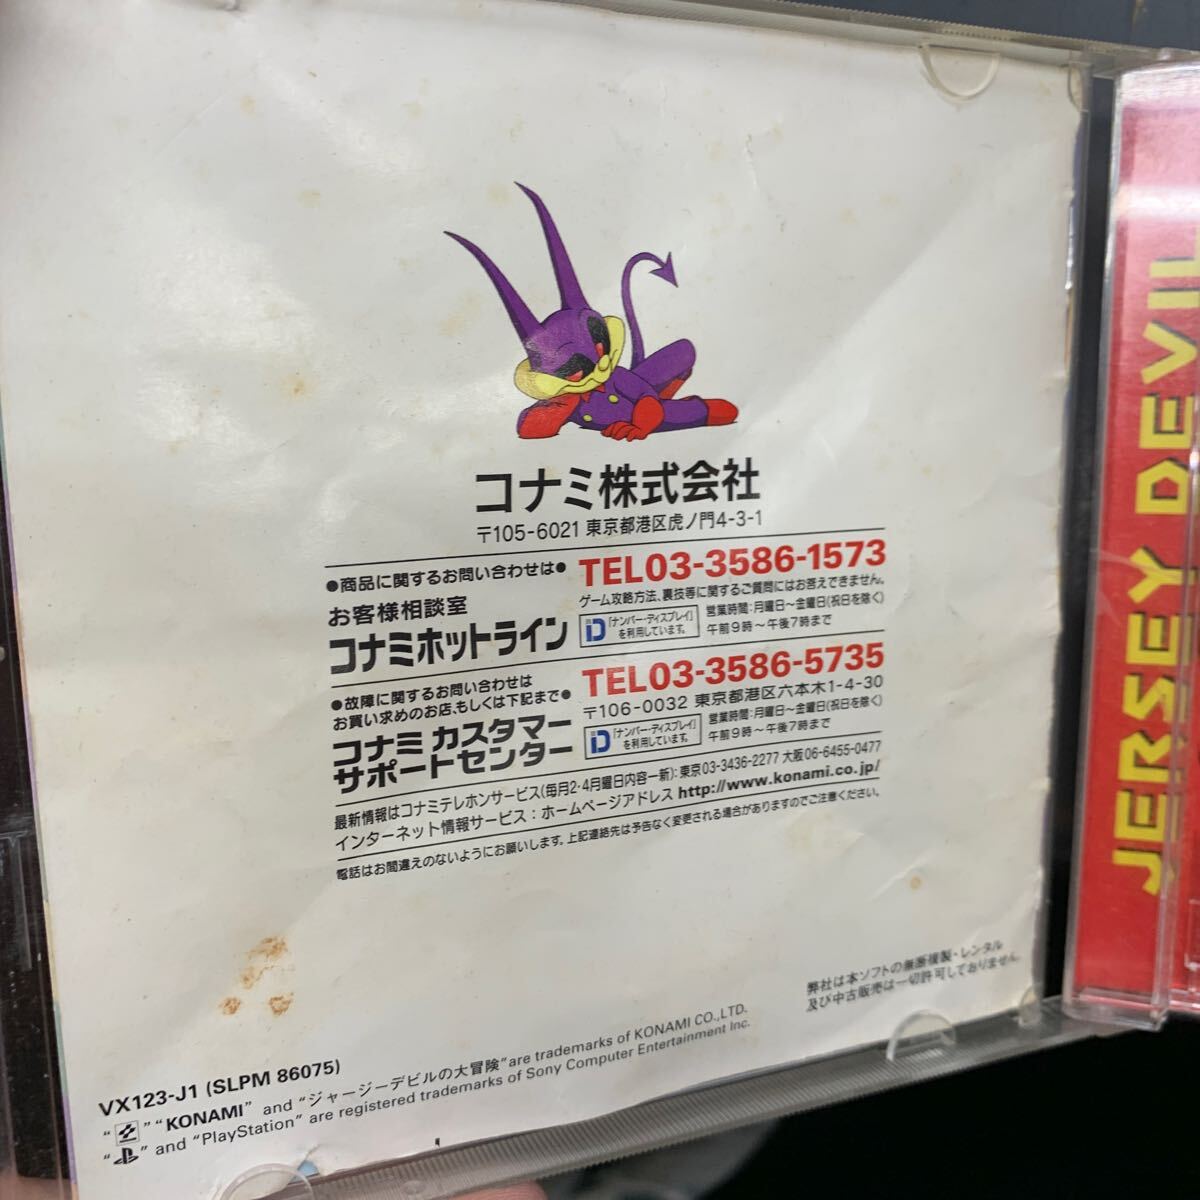 コナミ株式会社
〒105-6021 東京都港区虎ノ門4-3-1
●商品に関するお問い合わせは●
お客様相談室
コナミホットライン
TEL03-3586-1573
ゲーム攻略方法、裏技等に関するご質問にはお答えできません。
「ナンバー・ディスプレイ」
を利用しています。
営業時間:月曜日〜金曜日(祝日を除く)
午前9時〜午後7時まで
●故障に関するお問い合わせは
お買い求めのお店、もしくは下記まで●
コナミ カスタマー
サポートセンター
TEL03-3586-5735
〒106-0032 東京都港区六本木1-4-30
「ナンバー・ディスプレイ」
を利用しています。
営業時間:月曜日〜金曜日(祝日を除く)
午前9時〜午後7時まで
最新情報はコナミテレホンサービス(毎月2・4月曜日内容一新):東京03-3436-2277 大阪06-6455-0477
インターネット情報サービス:ホームページアドレス http://www.konami.co.jp/
電話はお間違えのないようにお願いします。上記連絡先は予告なく変更される場合がありますのでご注意ください。
弊社は本ソフトの無断複製・レンタル
及び中古販売は一切許可しておりません。
VX123-J1 (SLPM 86075)
“ ” “KONAMI” and “ジャージーデビルの大冒険” are trademarks of KONAMI CO.,LTD.
“ ” and “PlayStation” are registered trademarks of Sony Computer Entertainment Inc.
JERSEY DEVIL